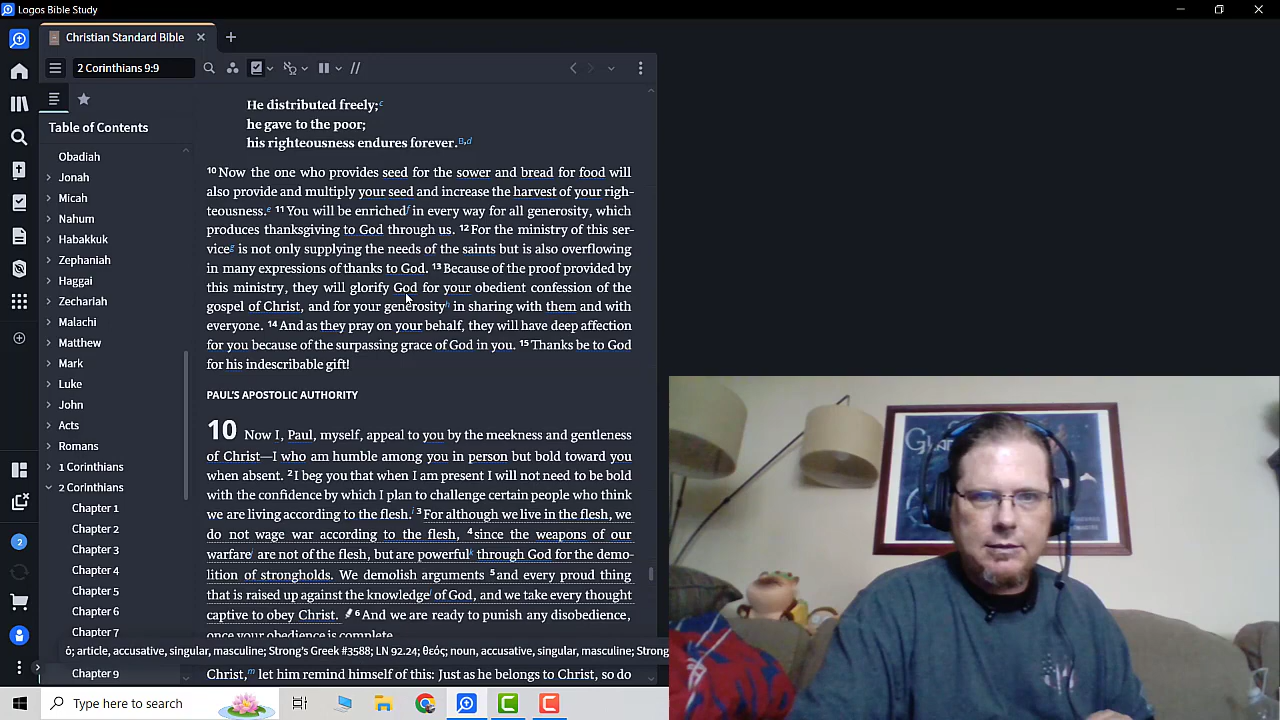 Logos Bible Study
Christian Standard Bible
2 Corinthians 9:9
Table of Contents
Obadiah
Jonah
Micah
Nahum
Habakkuk
Zephaniah
Haggai
Zechariah
Malachi
Matthew
Mark
Luke
John
Acts
Romans
1 Corinthians
2 Corinthians
Chapter 1
Chapter 2
Chapter 3
Chapter 4
Chapter 5
Chapter 6
Chapter 7
Chapter 9
He distributed freely;c
he gave to the poor;
his righteousness endures forever.B,d
10 Now the one who provides seed for the sower and bread for food will
also provide and multiply your seed and increase the harvest of your righ-
teousness.e 11 You will be enrichedf in every way for all generosity, which
produces thanksgiving to God through us. 12 For the ministry of this ser-
viceg is not only supplying the needs of the saints but is also overflowing
in many expressions of thanks to God. 13 Because of the proof provided by
this ministry, they will glorify God for your obedient confession of the
gospel of Christ, and for your generosityh in sharing with them and with
everyone. 14 And as they pray on your behalf, they will have deep affection
for you because of the surpassing grace of God in you. 15 Thanks be to God
for his indescribable gift!
PAUL'S APOSTOLIC AUTHORITY
10 Now I, Paul, myself, appeal to you by the meekness and gentleness
of Christ—I who am humble among you in person but bold toward you
when absent. 2 I beg you that when I am present I will not need to be bold
with the confidence by which I plan to challenge certain people who think
we are living according to the flesh.i 3 For although we live in the flesh, we
do not wage war according to the flesh, 4 since the weapons of our
warfarej are not of the flesh, but are powerfulk through God for the demo-
lition of strongholds. We demolish arguments 5 and every proud thing
that is raised up against the knowledgel of God, and we take every thought
captive to obey Christ. 6 And we are ready to punish any disobedience,
once your obedience is complete.
ὁ; article, accusative, singular, masculine; Strong's Greek #3588; LN 92.24; θεός; noun, accusative, singular, masculine; Strong
Christ,m let him remind himself of this: Just as he belongs to Christ, so do
2
Type here to search